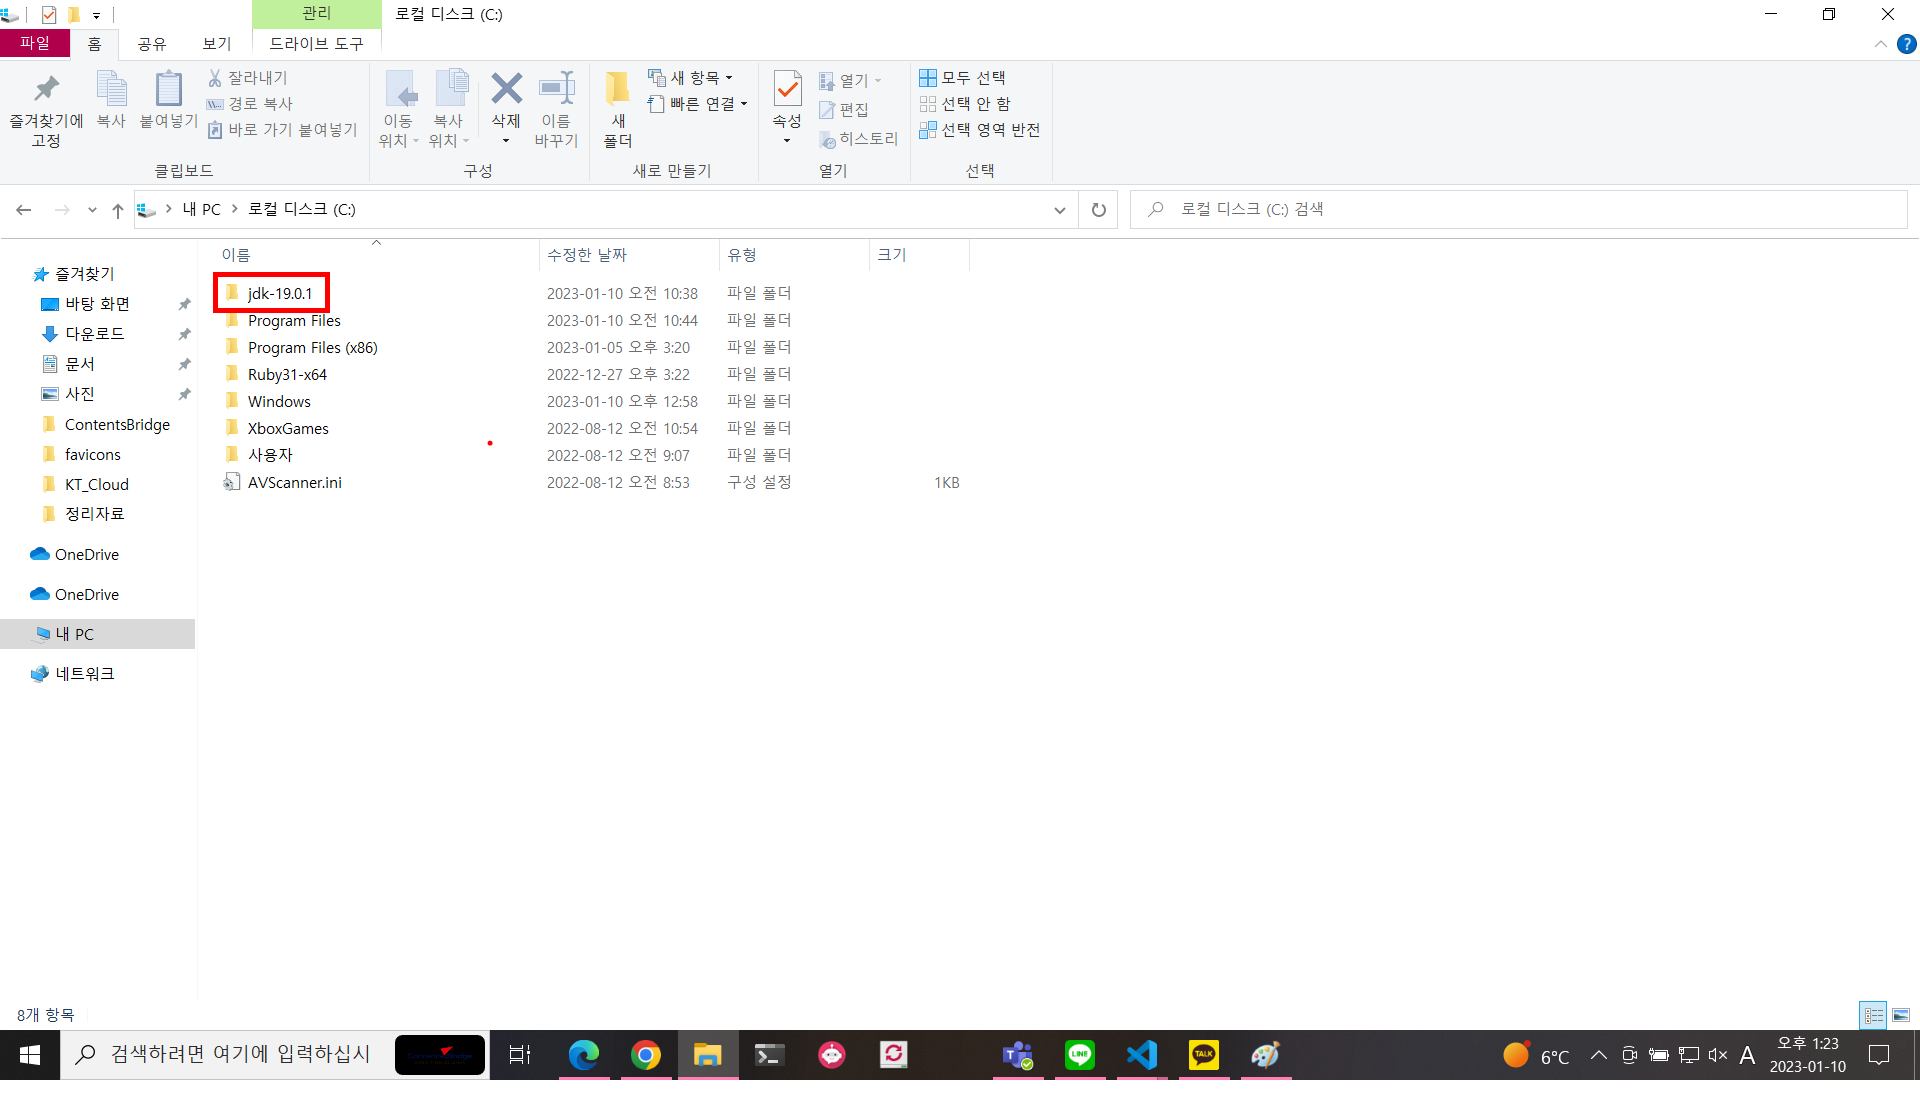 관리
로컬 디스크 (C:)
파일
홈
공유
보기
드라이브 도구
즐겨찾기에
고정
복사
붙여넣기
잘라내기
경로 복사
바로 가기 붙여넣기
클립보드
이동
위치
복사
위치
삭제
이름
바꾸기
구성
새
폴더
새 항목
빠른 연결
새로 만들기
속성
열기
편집
히스토리
열기
모두 선택
선택 안 함
선택 영역 반전
선택
내 PC
로컬 디스크 (C:)
로컬 디스크 (C:) 검색
이름 수정한 날짜 유형 크기
jdk-19.0.1 2023-01-10 오전 10:38 파일 폴더
Program Files 2023-01-10 오전 10:44 파일 폴더
Program Files (x86) 2023-01-05 오후 3:20 파일 폴더
Ruby31-x64 2022-12-27 오후 3:22 파일 폴더
Windows 2023-01-10 오후 12:58 파일 폴더
XboxGames 2022-08-12 오전 10:54 파일 폴더
사용자 2022-08-12 오전 9:07 파일 폴더
AVScanner.ini 2022-08-12 오전 8:53 구성 설정 1KB
즐겨찾기
바탕 화면
다운로드
문서
사진
ContentsBridge
favicons
KT_Cloud
정리자료
OneDrive
OneDrive
내 PC
네트워크
8개 항목
검색하려면 여기에 입력하십시
LINE
TALK
6°C
A
오후 1:23
2023-01-10